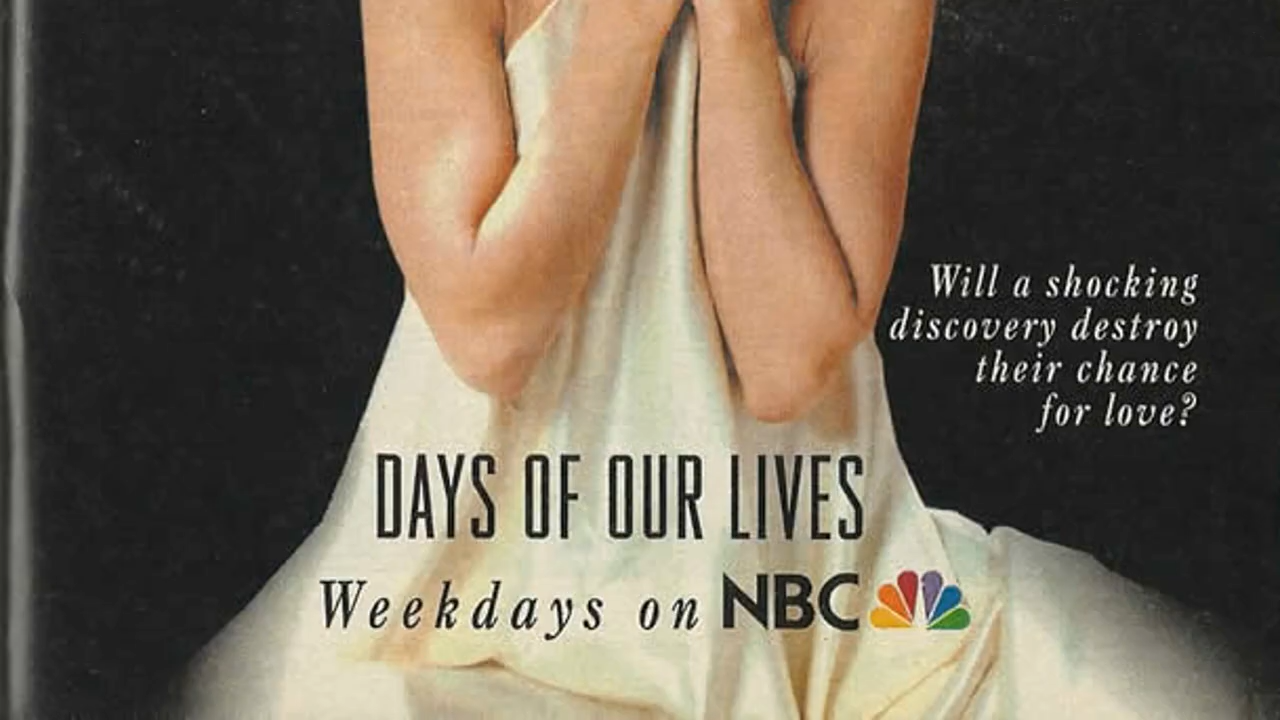 Will a shocking
discovery destroy
their chance
for love?
DAYS OF OUR LIVES
Weekdays on NBC